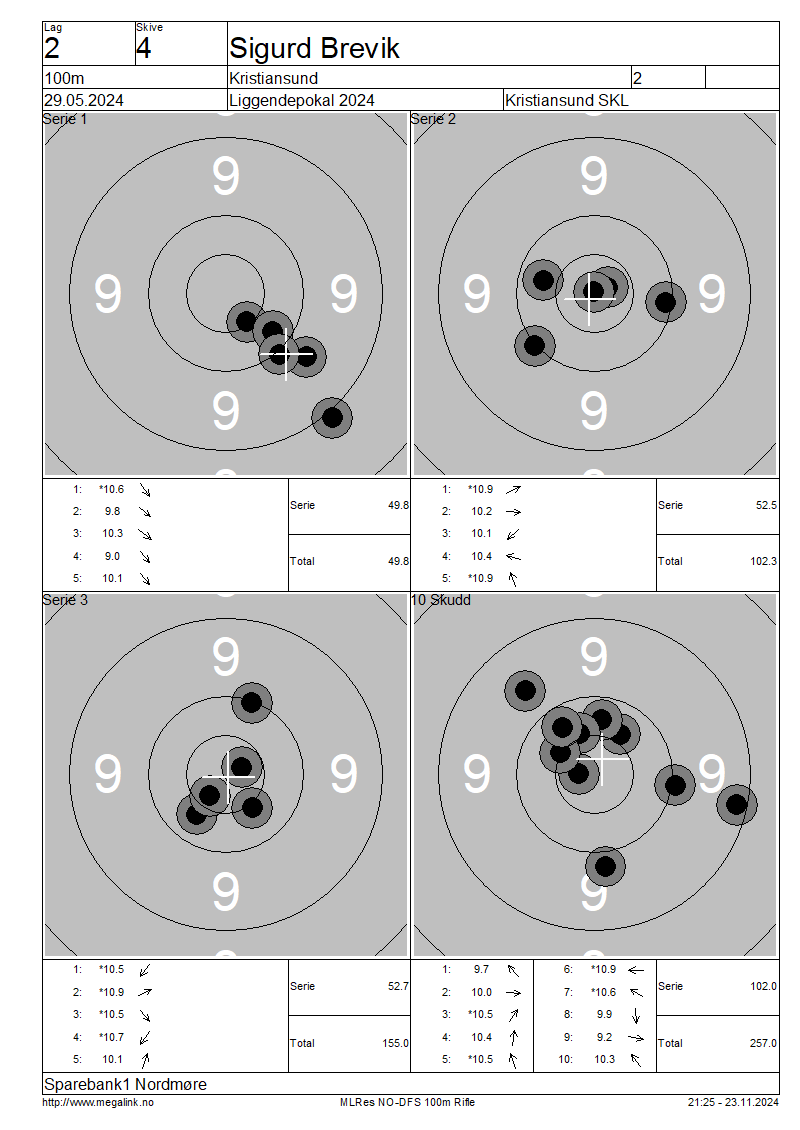 Lag Skive
2 4 Sigurd Brevik
100m Kristiansund 2
29.05.2024 Liggendepokal 2024 Kristiansund SKL
Serie 1 Serie 2
9 9
9 9 9 9
9 9
1: *10.6
2: 9.8
3: 10.3
4: 9.0
5: 10.1
Serie 49.8
Total 49.8
1: *10.9
2: 10.2
3: 10.1
4: 10.4
5: *10.9
Serie 52.5
Total 102.3
Serie 3 10 Skudd
9 9
9 9 9 9
9 9
1: *10.5
2: *10.9
3: *10.5
4: *10.7
5: 10.1
Serie 52.7
Total 155.0
1: 9.7 6: *10.9
2: 10.0 7: *10.6
3: *10.5 8: 9.9
4: 10.4 9: 9.2
5: *10.5 10: 10.3
Serie 102.0
Total 257.0
Sparebank1 Nordmøre
http://www.megalink.no MLRes NO-DFS 100m Rifle 21:25 - 23.11.2024